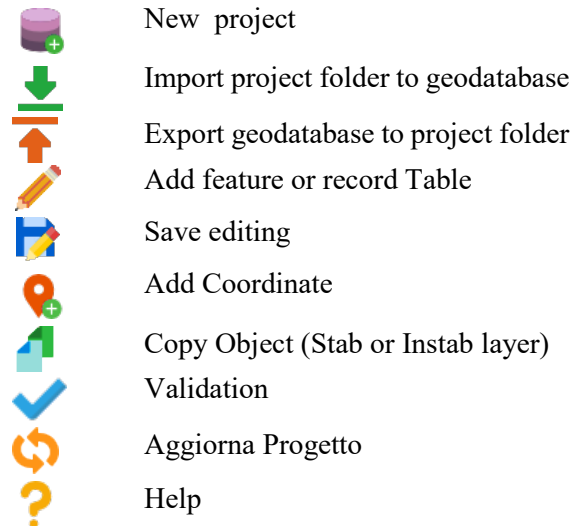 New project
Import project folder to geodatabase
Export geodatabase to project folder
Add feature or record Table
Save editing
Add Coordinate
Copy Object (Stab or Instab layer)
Validation
Aggiorna Progetto
Help